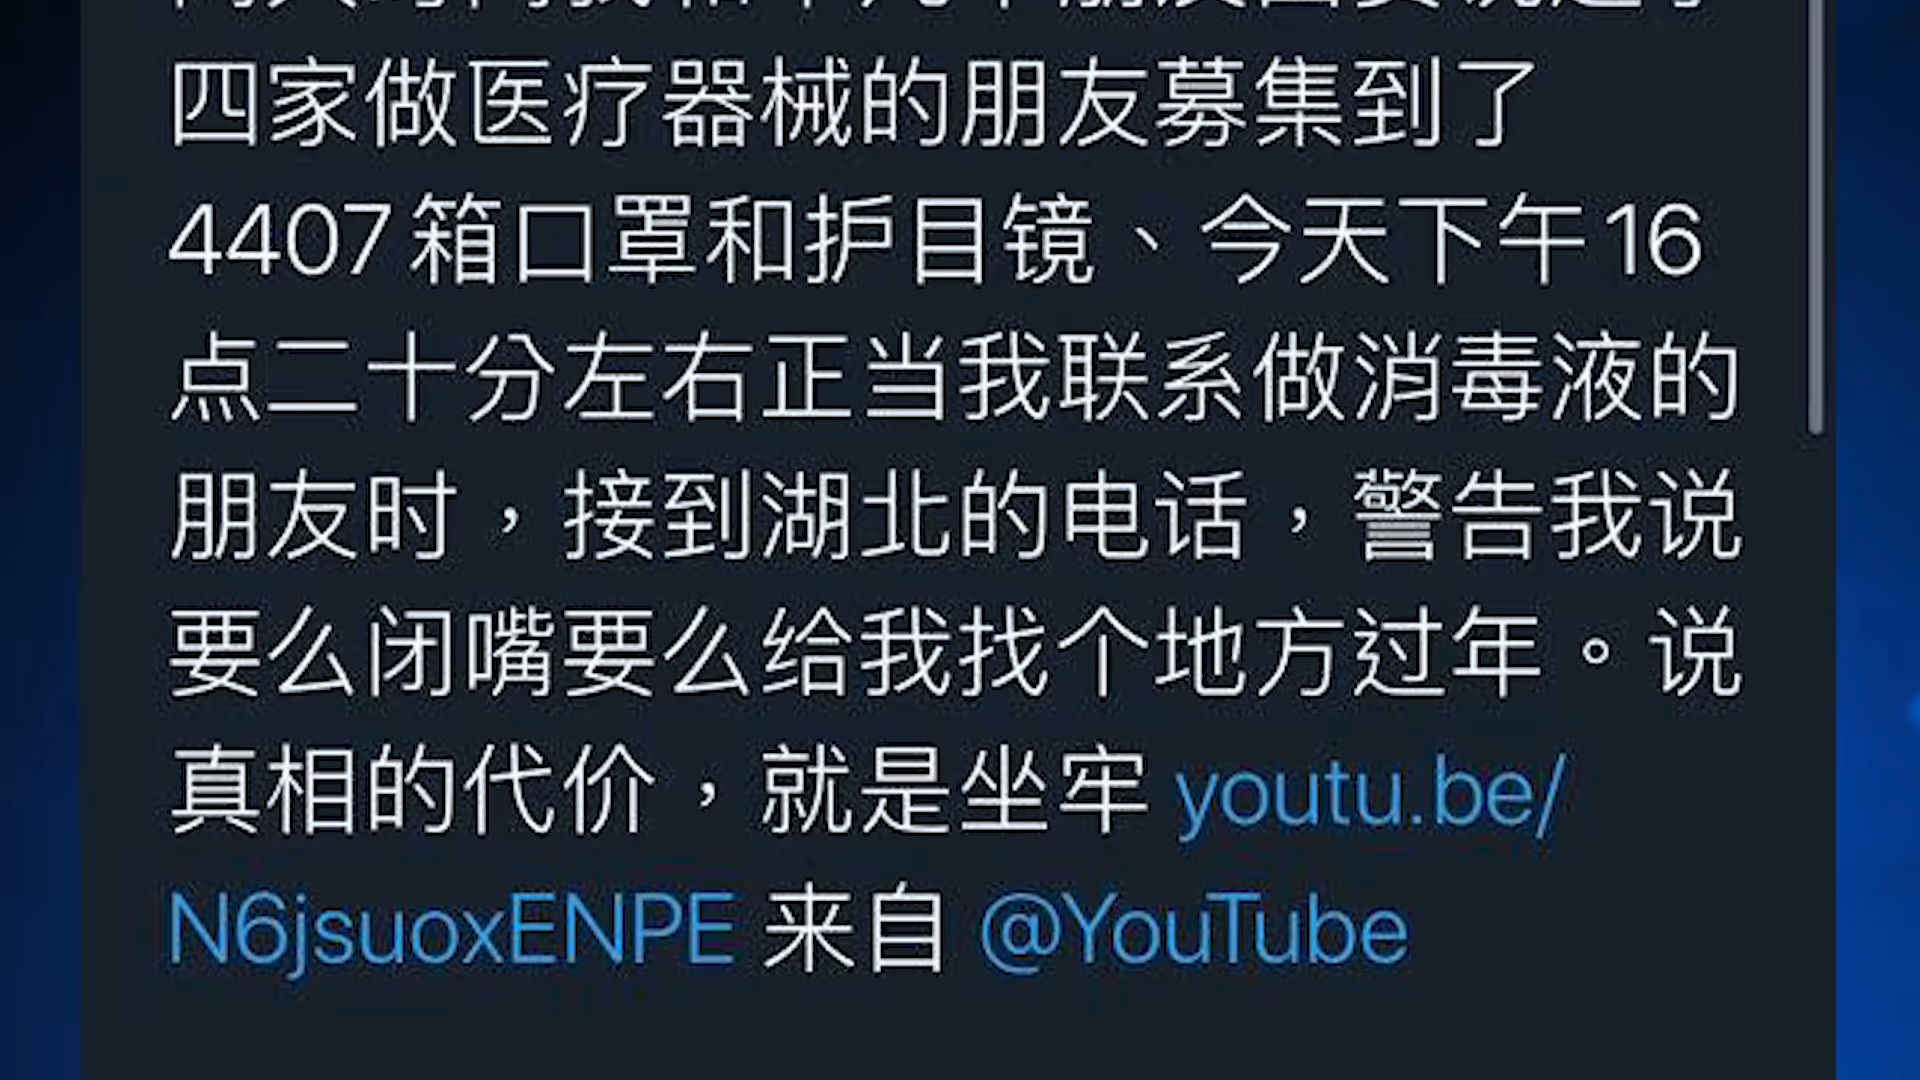 四家做医疗器械的朋友募集到了
4407箱口罩和护目镜、今天下午16
点二十分左右正当我联系做消毒液的
朋友时，接到湖北的电话，警告我说
要么闭嘴要么给我找个地方过年。说
真相的代价，就是坐牢 youtu.be/
N6jsuoxENPE 来自 @YouTube